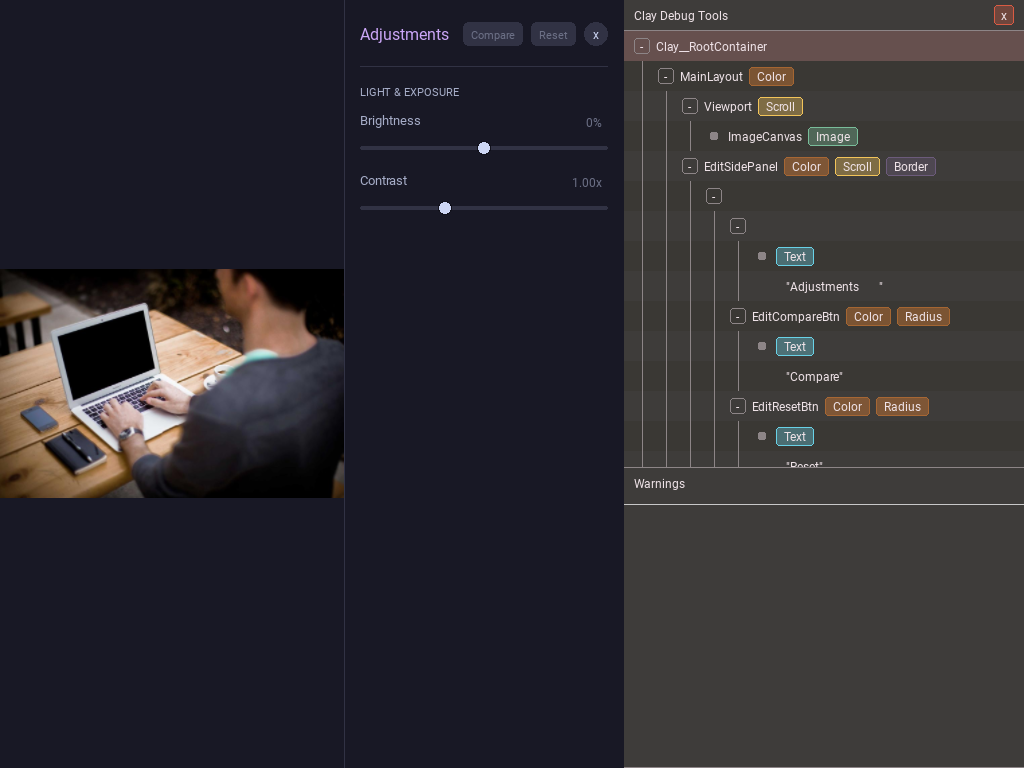 Adjustments Compare Reset x
LIGHT & EXPOSURE
Brightness 0%
Contrast 1.00x
Clay Debug Tools x
- Clay__RootContainer
- MainLayout Color
- Viewport Scroll
ImageCanvas Image
- EditSidePanel Color Scroll Border
-
-
Text
"Adjustments "
- EditCompareBtn Color Radius
Text
"Compare"
- EditResetBtn Color Radius
Text
"Reset"
Warnings